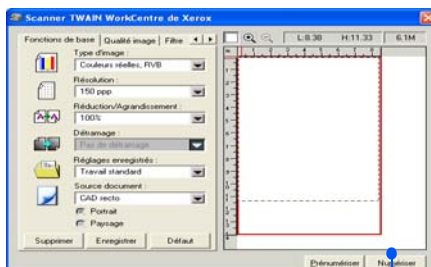 Scanner TWAIN WorkCentre de Xerox
Fonctions de base Qualité image Filtre
L:8.38 H:11.33 6.1M
Type d'image :
Couleurs réelles, RVB
Résolution :
150 ppp
Réduction/Agrandissement :
100%
Détramage :
Pas de détramage
Réglages enregistrés :
Travail standard
Source document :
CAD recto
Portrait
Paysage
Supprimer Enregistrer Défaut
Prénumériser Numériser